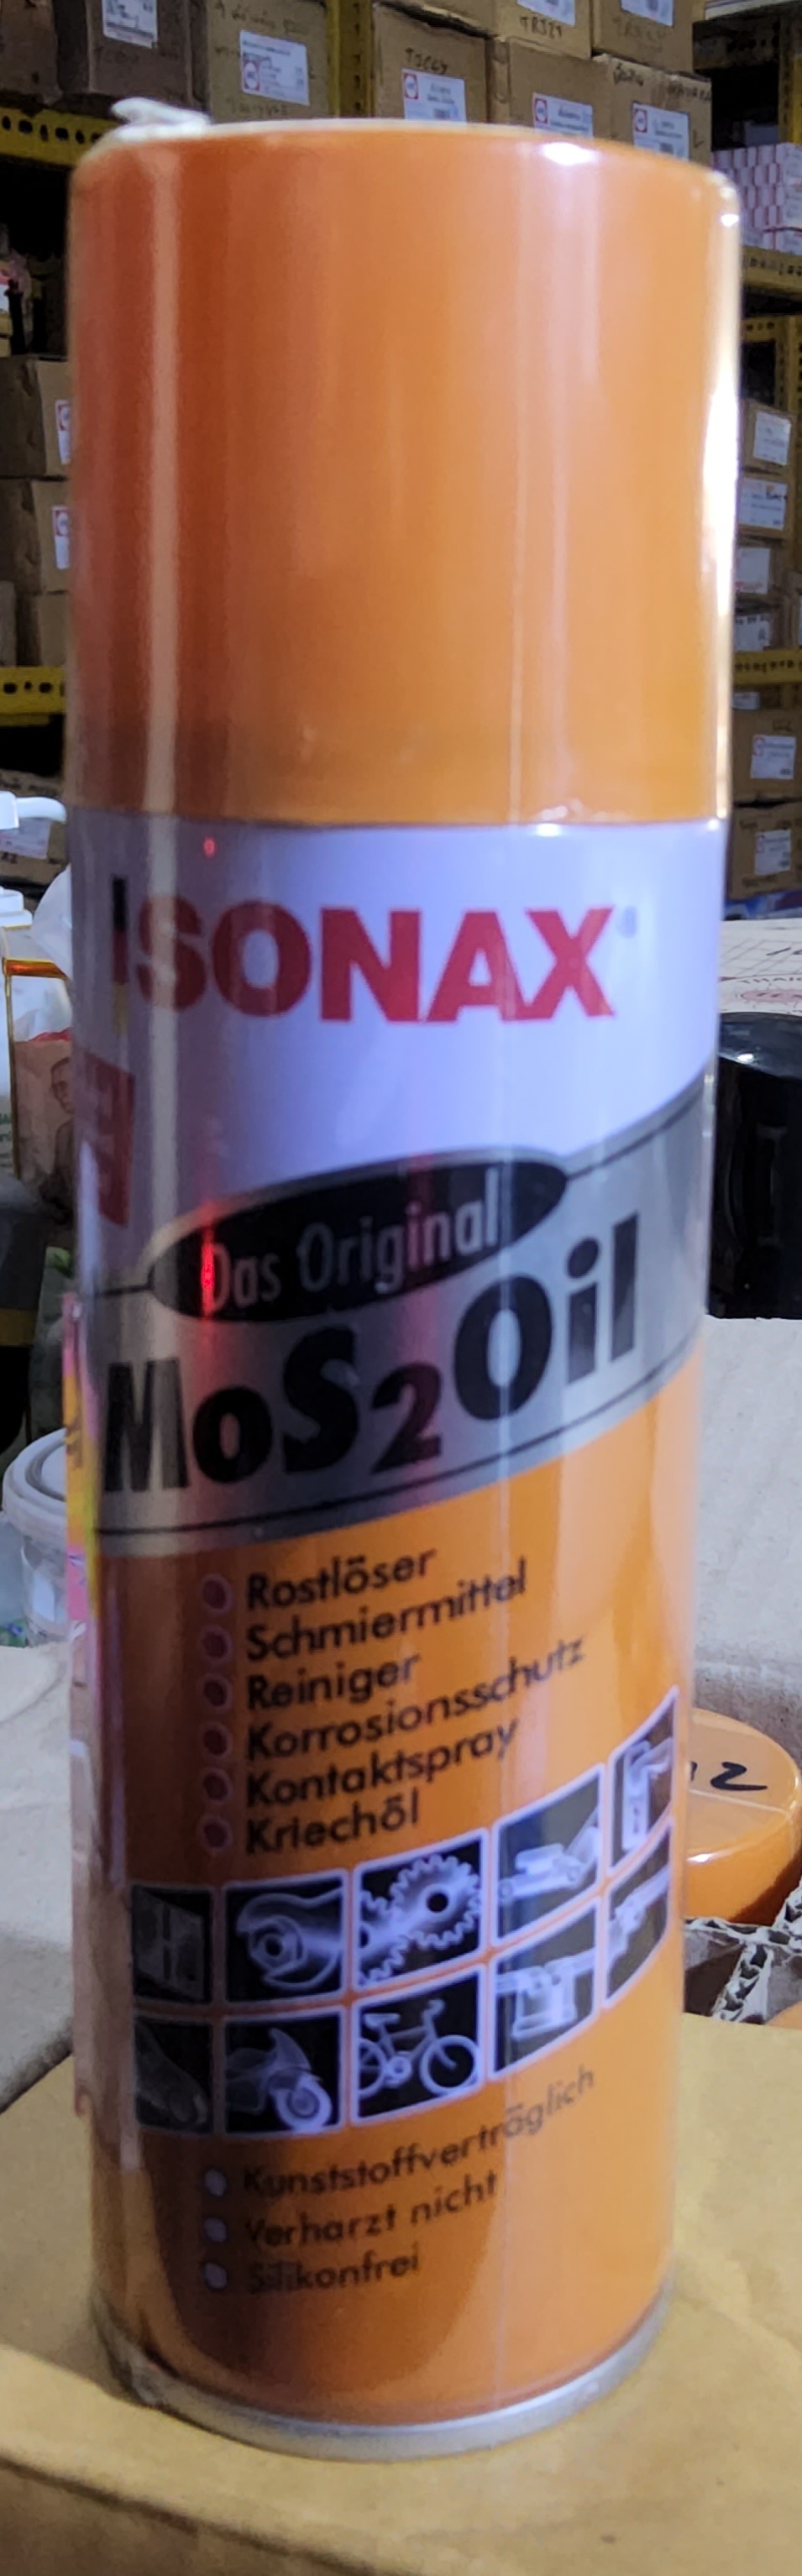 SONAX
Das Original
MoS2Oil
Rostlöser
Schmiermittel
Reiniger
Korrosionsschutz
Kontaktspray
Kriechöl
Kunststoffverträglich
Verharzt nicht
Silikonfrei